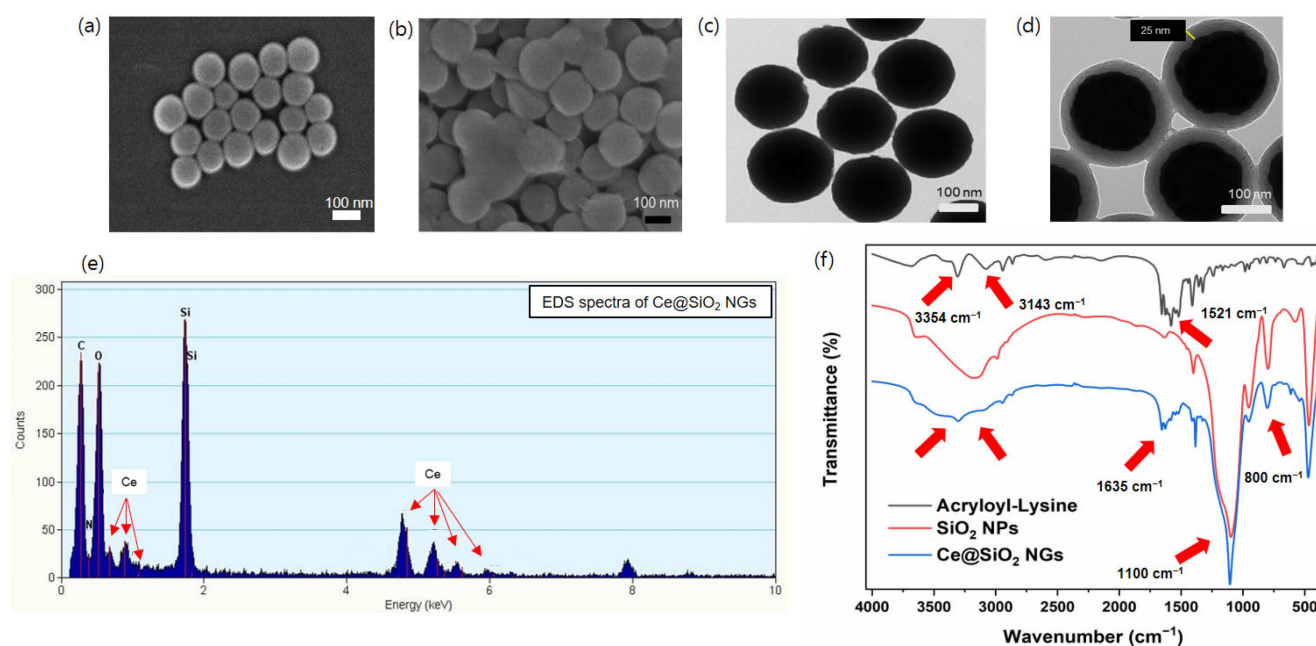 (a)
100 nm
(b)
100 nm
(c)
100 nm
(d)
25 nm
100 nm
(e)
EDS spectra of Ce@SiO₂ NGs
300
250
200
150
100
50
0
Counts
C
O
N
Ce
Si
Si
Ce
0
2
4
6
8
10
Energy (keV)
(f)
Transmittance (%)
3354 cm⁻¹
3143 cm⁻¹
1521 cm⁻¹
1635 cm⁻¹
800 cm⁻¹
1100 cm⁻¹
Acryloyl-Lysine
SiO₂ NPs
Ce@SiO₂ NGs
4000
3500
3000
2500
2000
1500
1000
500
Wavenumber (cm⁻¹)